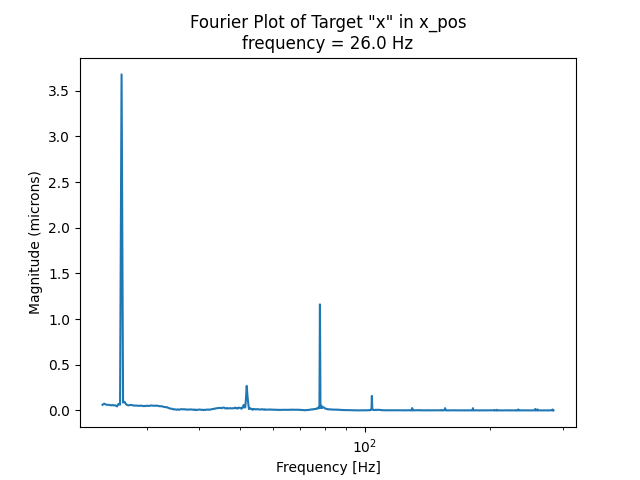 Fourier Plot of Target "x" in x_pos
frequency = 26.0 Hz
3.5
3.0
2.5
2.0
1.5
1.0
0.5
0.0
Magnitude (microns)
10²
Frequency [Hz]